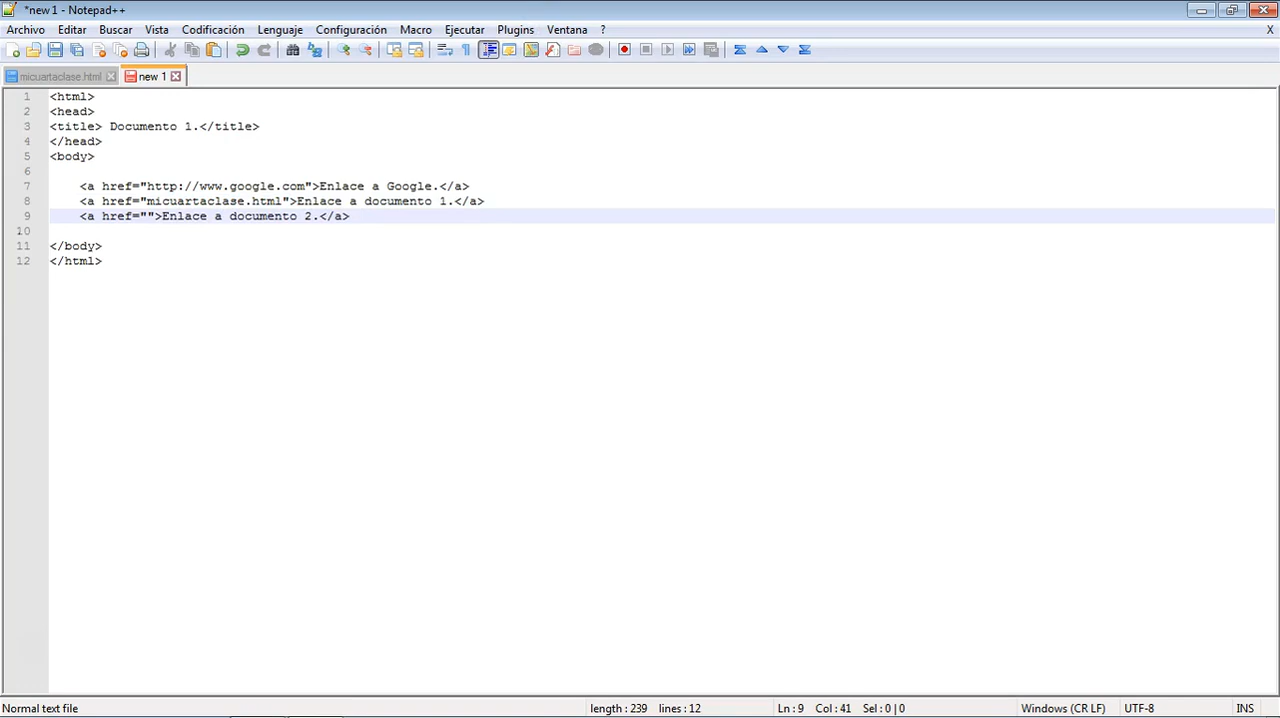 *new 1 - Notepad++
Archivo Editar Buscar Vista Codificación Lenguaje Configuración Macro Ejecutar Plugins Ventana ? X
micuartaclase.html new 1
1 <html>
2 <head>
3 <title> Documento 1.</title>
4 </head>
5 <body>
6
7 <a href="http://www.google.com">Enlace a Google.</a>
8 <a href="micuartaclase.html">Enlace a documento 1.</a>
9 <a href="">Enlace a documento 2.</a>
10
11 </body>
12 </html>
Normal text file length : 239 lines : 12 Ln : 9 Col : 41 Sel : 0 | 0 Windows (CR LF) UTF-8 INS